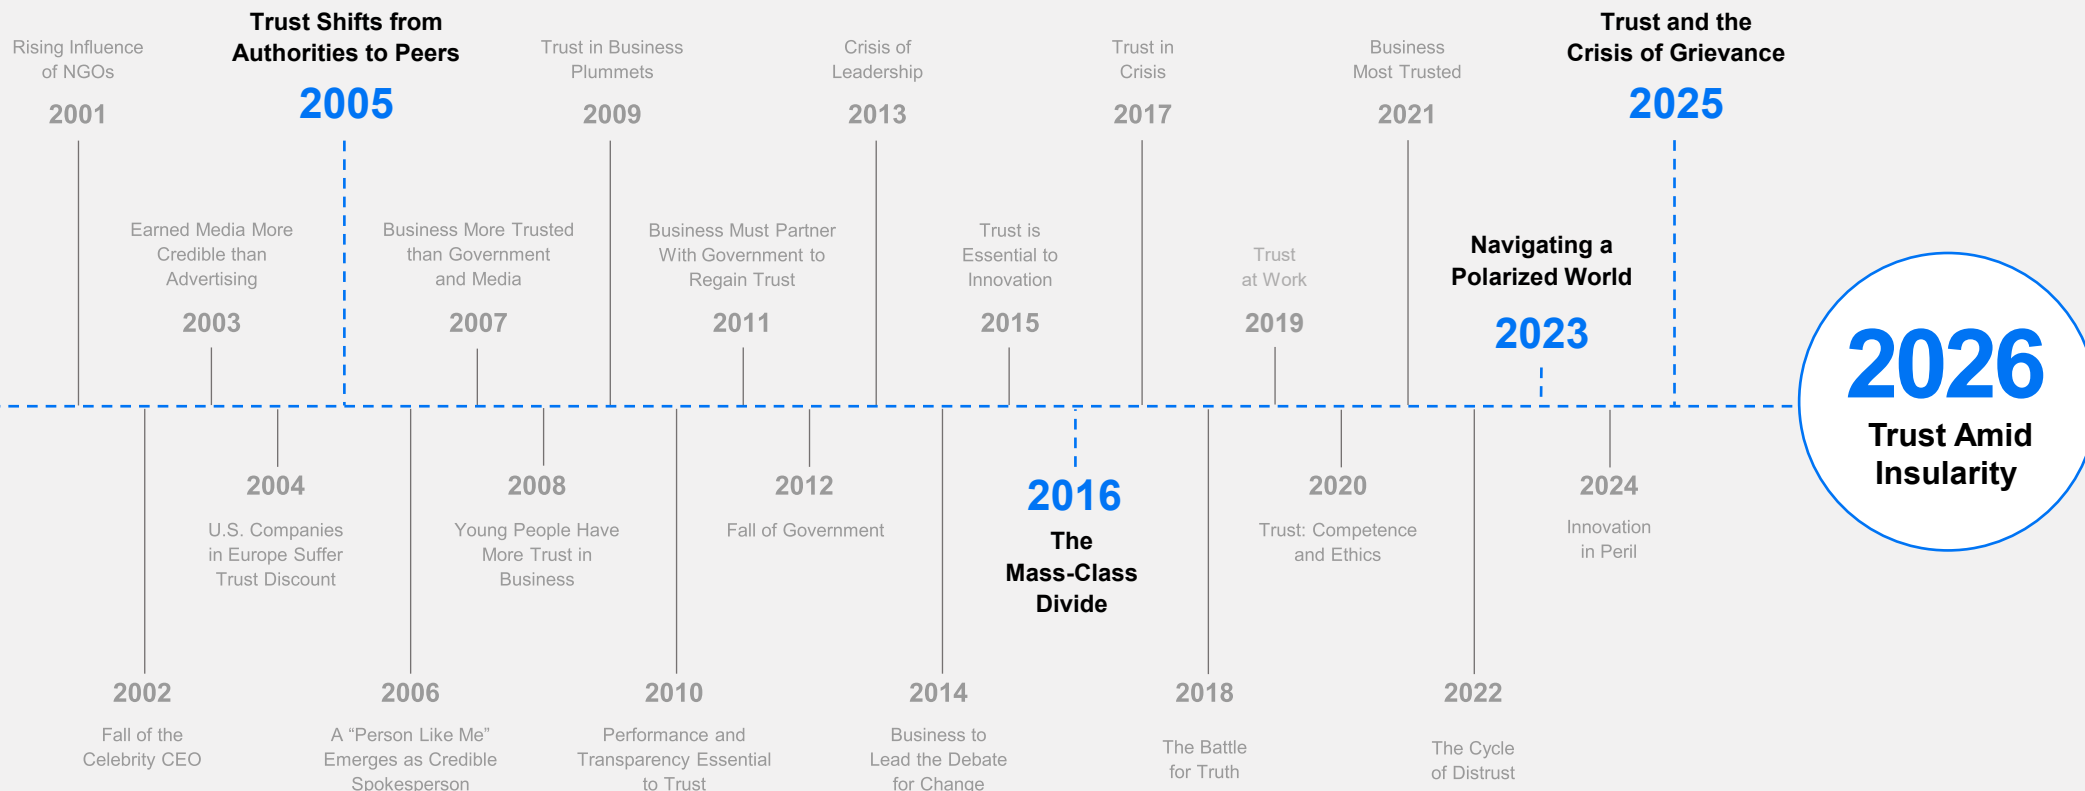 Rising Influence
of NGOs
2001
Trust Shifts from
Authorities to Peers
2005
Trust in Business
Plummets
2009
Crisis of
Leadership
2013
Trust in
Crisis
2017
Business
Most Trusted
2021
Trust and the
Crisis of Grievance
2025
Earned Media More
Credible than
Advertising
2003
Business More Trusted
than Government
and Media
2007
Business Must Partner
With Government to
Regain Trust
2011
Trust is
Essential to
Innovation
2015
Trust
at Work
2019
Navigating a
Polarized World
2023
2026
Trust Amid
Insularity
2004
U.S. Companies
in Europe Suffer
Trust Discount
2008
Young People Have
More Trust in
Business
2012
Fall of Government
2016
The
Mass-Class
Divide
2020
Trust: Competence
and Ethics
2024
Innovation
in Peril
2002
Fall of the
Celebrity CEO
2006
A “Person Like Me”
Emerges as Credible
Spokesperson
2010
Performance and
Transparency Essential
to Trust
2014
Business to
Lead the Debate
for Change
2018
The Battle
for Truth
2022
The Cycle
of Distrust